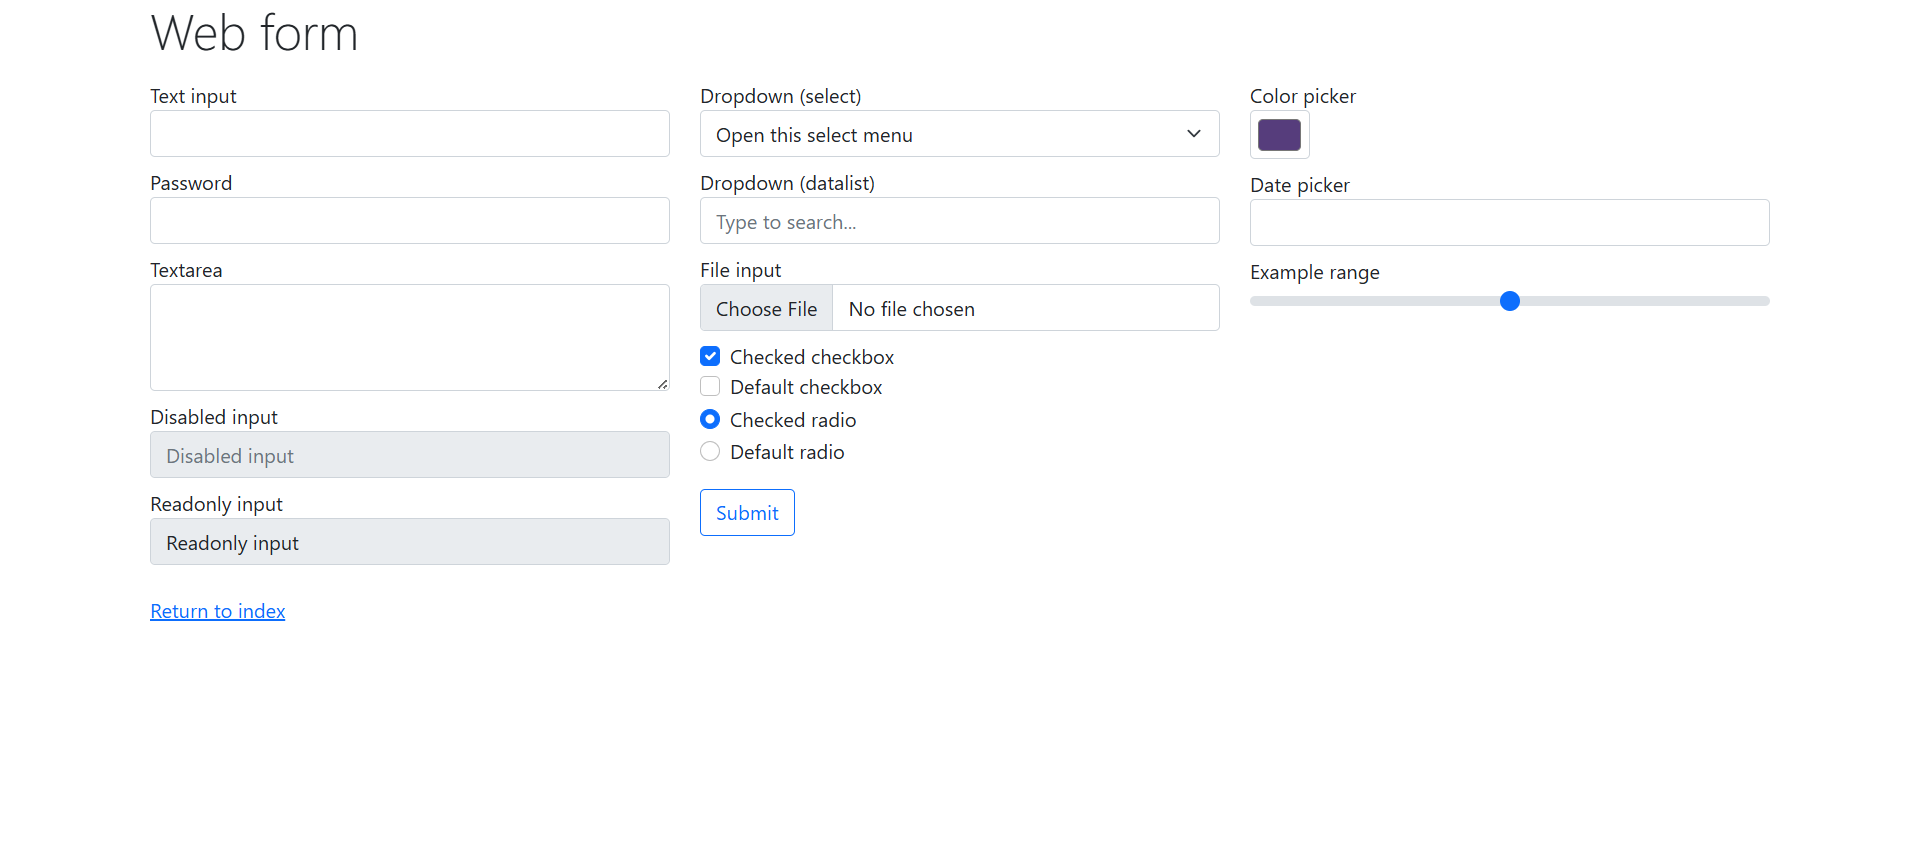 Web form
Text input
Password
Textarea
Disabled input
Disabled input
Readonly input
Readonly input
Return to index
Dropdown (select)
Open this select menu
Dropdown (datalist)
Type to search...
File input
Choose File No file chosen
Checked checkbox
Default checkbox
Checked radio
Default radio
Submit
Color picker
Date picker
Example range